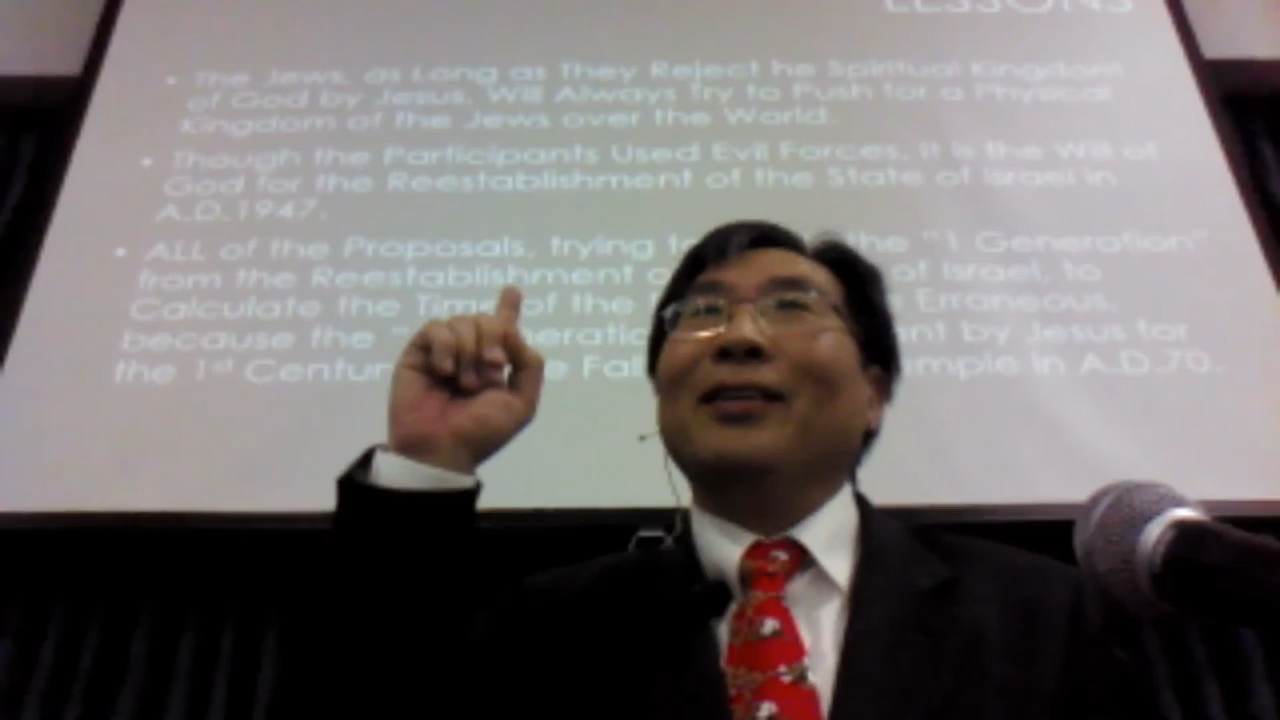 LESSONS
• The Jews, as Long as They Reject he Spiritual Kingdom
of God by Jesus, Will Always Try to Push for a Physical
Kingdom of the Jews over the World.
• Though the Participants Used Evil Forces, it is the Will of
God for the Reestablishment of the State of Israel in
A.D.1947.
• ALL of the Proposals, trying the "1 Generation"
from the Reestablishment of Israel, to
Calculate the Time of the Erraneous,
because the by Jesus for
the 1st in A.D.70.